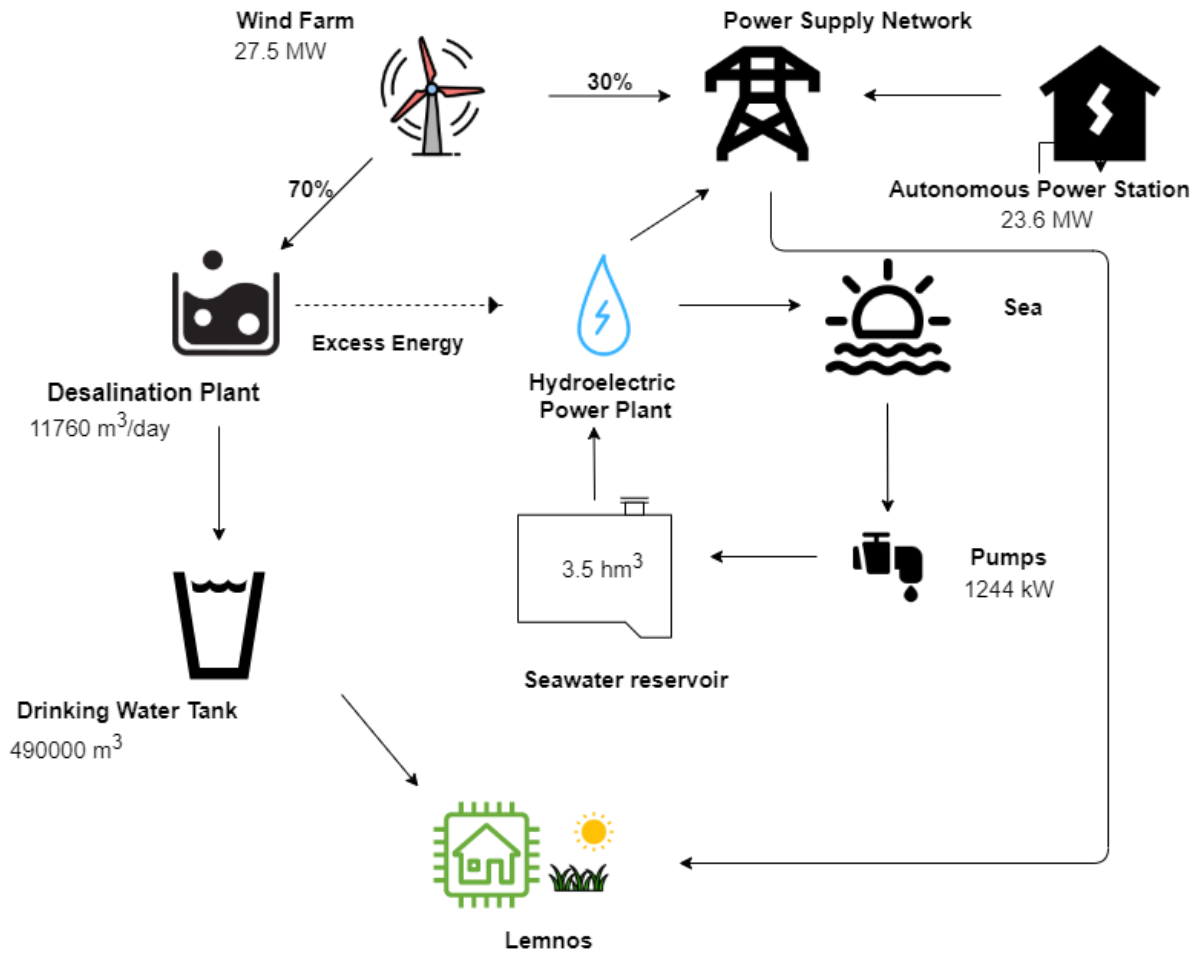 Wind Farm
27.5 MW
Power Supply Network
30%
70%
Autonomous Power Station
23.6 MW
Sea
Excess Energy
Desalination Plant
11760 m³/day
Hydroelectric
Power Plant
3.5 hm³
Pumps
1244 kW
Seawater reservoir
Drinking Water Tank
490000 m³
Lemnos